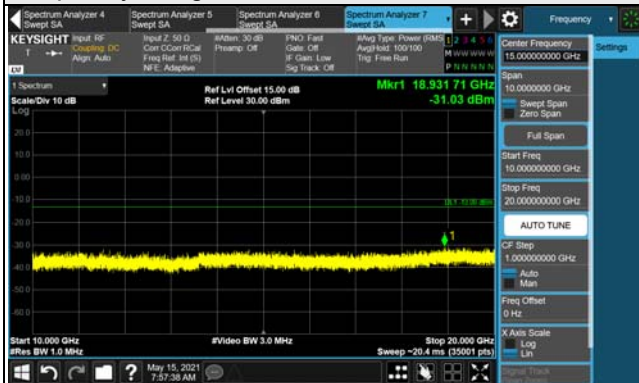 Spectrum Analyzer 4
Swept SA
Spectrum Analyzer 5
Swept SA
Spectrum Analyzer 6
Swept SA
Spectrum Analyzer 7
Swept SA
Frequency
KEYSIGHT
Input: RF
Coupling: DC
Align: Auto
Input Z: 50 Ω
Corr CCorr RCal
Freq Ref: Int (S)
NFE: Adaptive
#Atten: 30 dB
Preamp: Off
PNO: Fast
Gate: Off
IF Gain: Low
Sig Track: Off
#Avg Type: Power (RMS
Avg|Hold: 100/100
Trig: Free Run
1 2 3 4 5 6
M W W W W W
P N N N N N
LXI
1 Spectrum
Scale/Div 10 dB
Log
Ref Lvl Offset 15.00 dB
Ref Level 30.00 dBm
Mkr1 18.931 71 GHz
-31.03 dBm
20.0
10.0
0.00
-10.0
-20.0
-30.0
-40.0
-50.0
-60.0
DL1 -13.00 dBm
1
Start 10.000 GHz
#Res BW 1.0 MHz
#Video BW 3.0 MHz
Stop 20.000 GHz
Sweep ~20.4 ms (35001 pts)
May 15, 2021
7:57:38 AM
Center Frequency
15.000000000 GHz
Settings
Span
10.0000000 GHz
Swept Span
Zero Span
Full Span
Start Freq
10.000000000 GHz
Stop Freq
20.000000000 GHz
AUTO TUNE
CF Step
1.000000000 GHz
Auto
Man
Freq Offset
0 Hz
X Axis Scale
Log
Lin
Signal Track